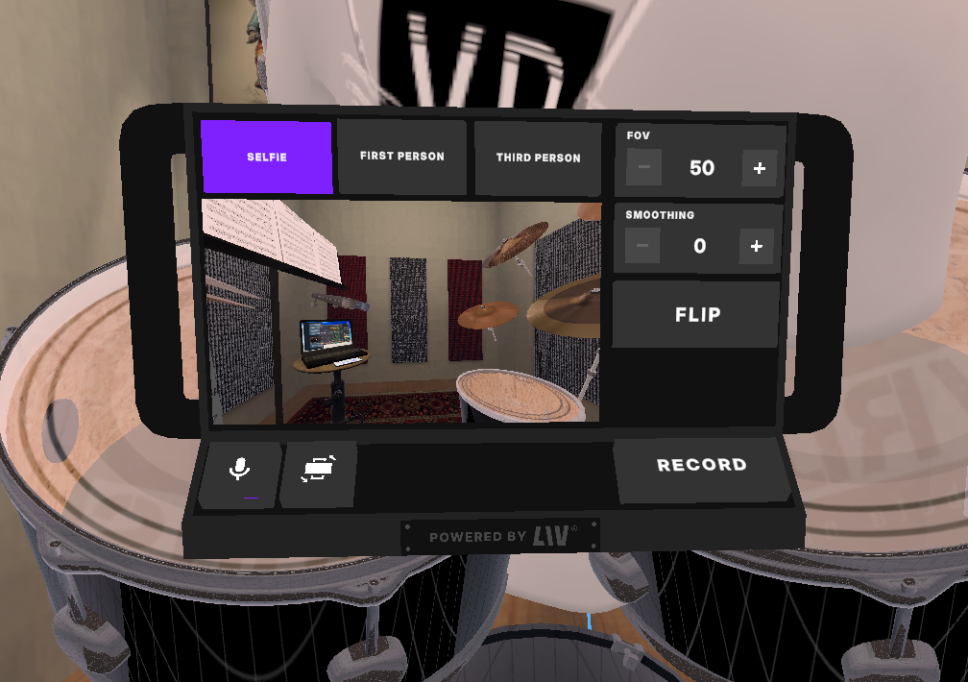 SELFIE
FIRST PERSON
THIRD PERSON
FOV
− 50 +
SMOOTHING
− 0 +
FLIP
RECORD
POWERED BY LIV